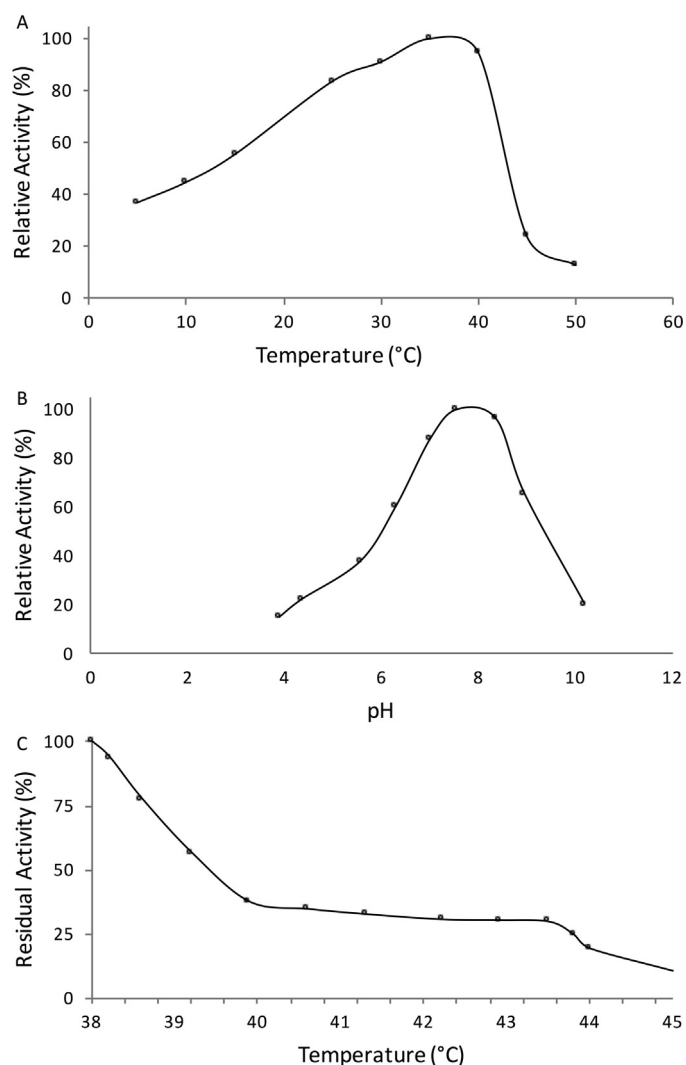 A
Relative Activity (%)
100
80
60
40
20
0
0 10 20 30 40 50 60
Temperature (°C)
B
Relative Activity (%)
100
80
60
40
20
0
0 2 4 6 8 10 12
pH
C
Residual Activity (%)
100
75
50
25
0
38 39 40 41 42 43 44 45
Temperature (°C)